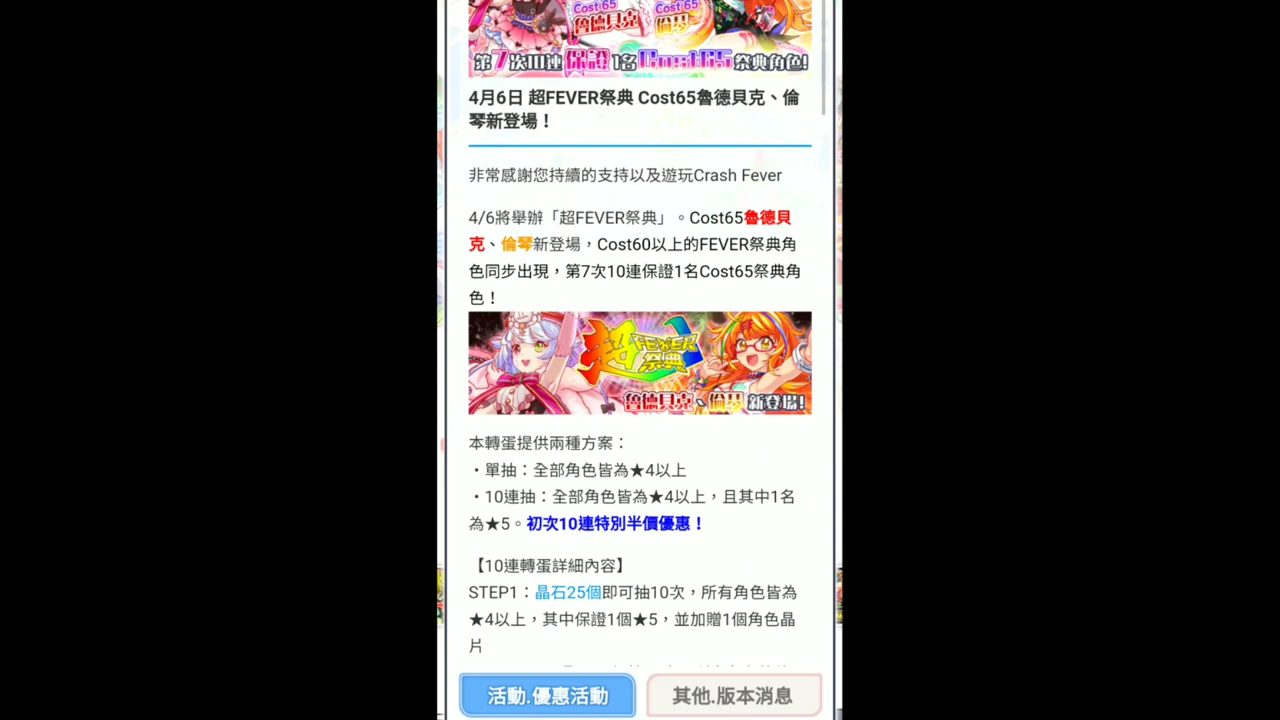 Cost65 Cost65
魯德貝克 倫琴
第7次10連保證1名Cost65祭典角色!
4月6日 超FEVER祭典 Cost65魯德貝克、倫
琴新登場！
非常感謝您持續的支持以及遊玩Crash Fever
4/6將舉辦「超FEVER祭典」。Cost65魯德貝
克、倫琴新登場，Cost60以上的FEVER祭典角
色同步出現，第7次10連保證1名Cost65祭典角
色！
超FEVER祭典
魯德貝克、倫琴新登場!
本轉蛋提供兩種方案：
・單抽：全部角色皆為★4以上
・10連抽：全部角色皆為★4以上，且其中1名
為★5。初次10連特別半價優惠！
【10連轉蛋詳細內容】
STEP1：晶石25個即可抽10次，所有角色皆為
★4以上，其中保證1個★5，並加贈1個角色晶
片
活動.優惠活動 其他.版本消息